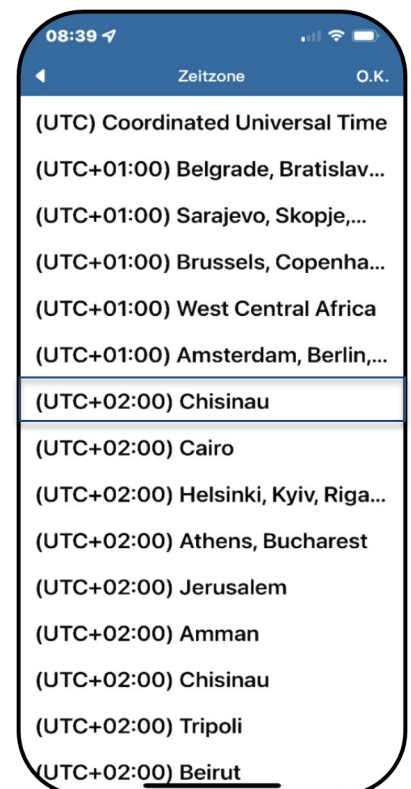 08:39
Zeitzone O.K.
(UTC) Coordinated Universal Time
(UTC+01:00) Belgrade, Bratislav...
(UTC+01:00) Sarajevo, Skopje,...
(UTC+01:00) Brussels, Copenha...
(UTC+01:00) West Central Africa
(UTC+01:00) Amsterdam, Berlin,...
(UTC+02:00) Chisinau
(UTC+02:00) Cairo
(UTC+02:00) Helsinki, Kyiv, Riga...
(UTC+02:00) Athens, Bucharest
(UTC+02:00) Jerusalem
(UTC+02:00) Amman
(UTC+02:00) Chisinau
(UTC+02:00) Tripoli
(UTC+02:00) Beirut